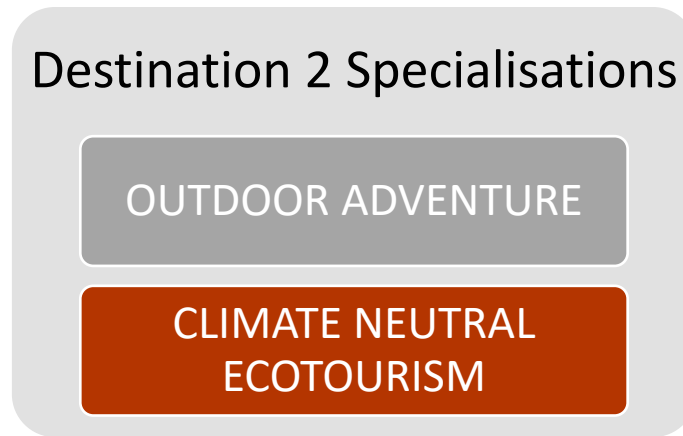 Destination 2 Specialisations
OUTDOOR ADVENTURE
CLIMATE NEUTRAL
ECOTOURISM